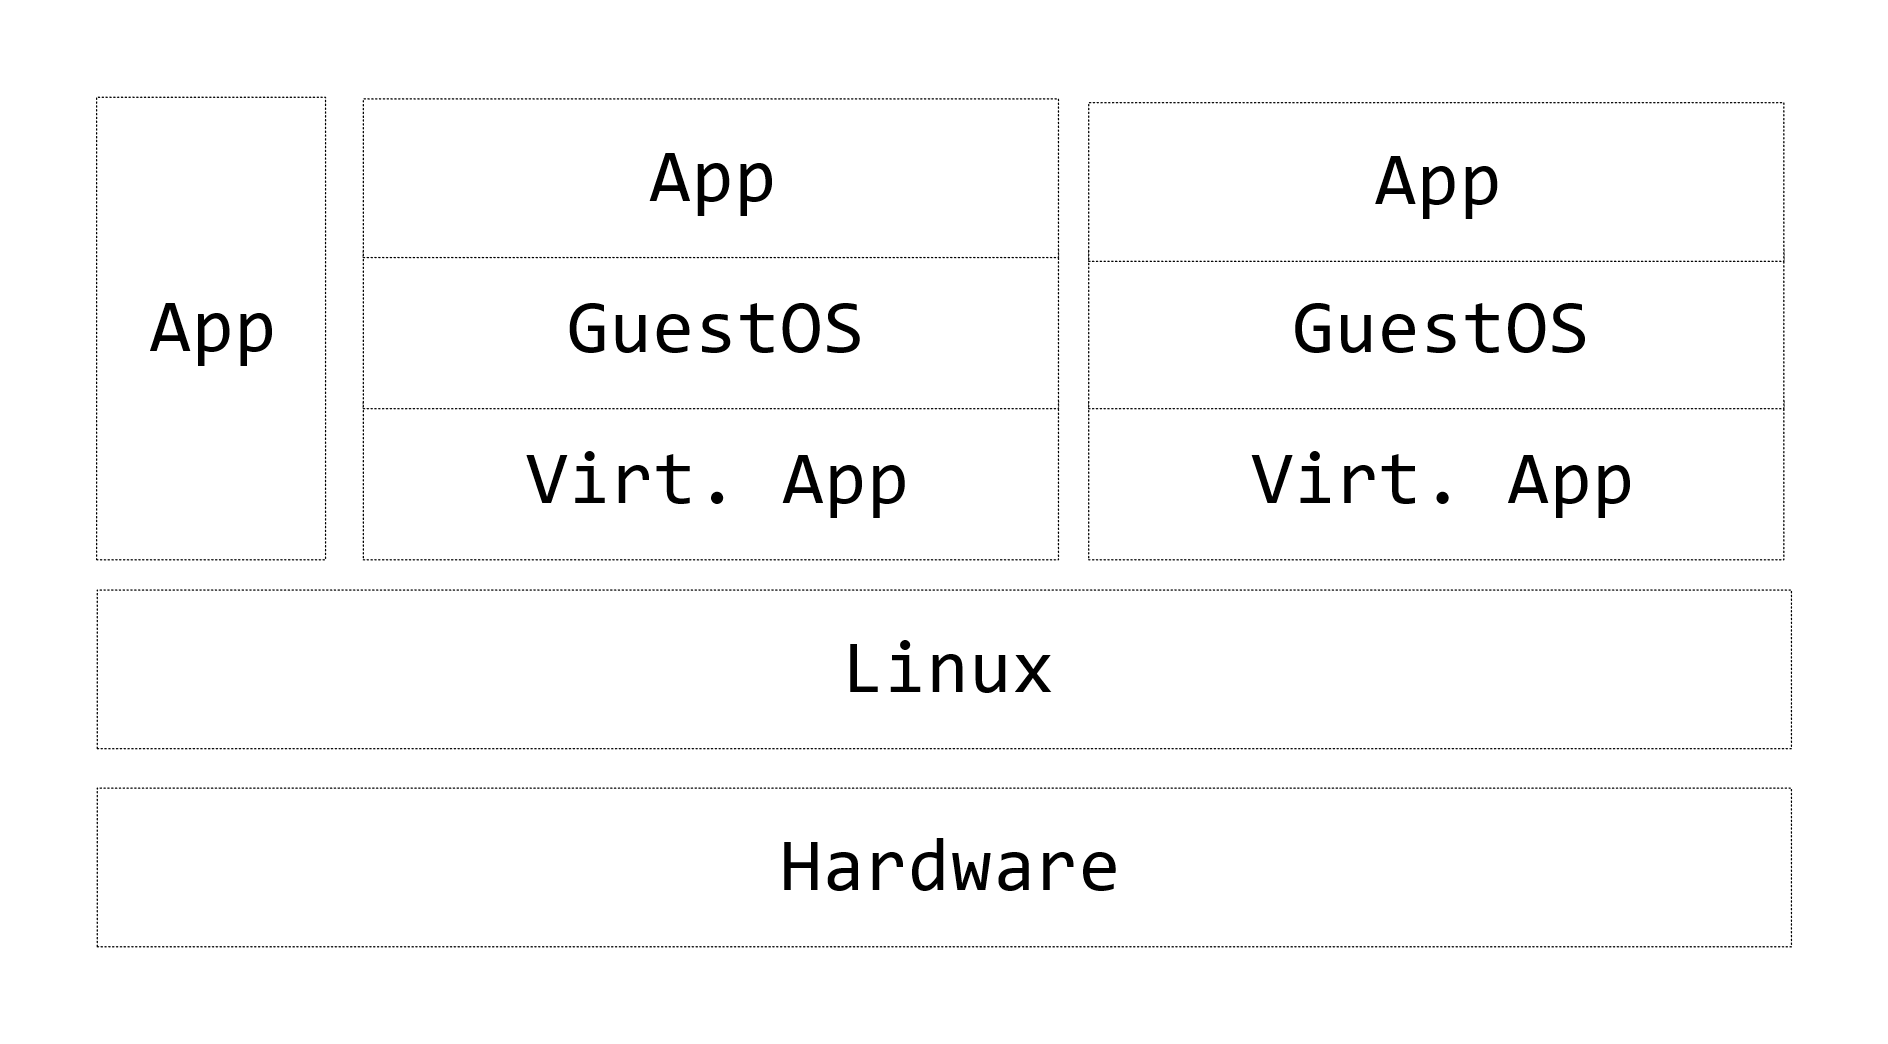 App
App
App
GuestOS
GuestOS
Virt. App
Virt. App
Linux
Hardware